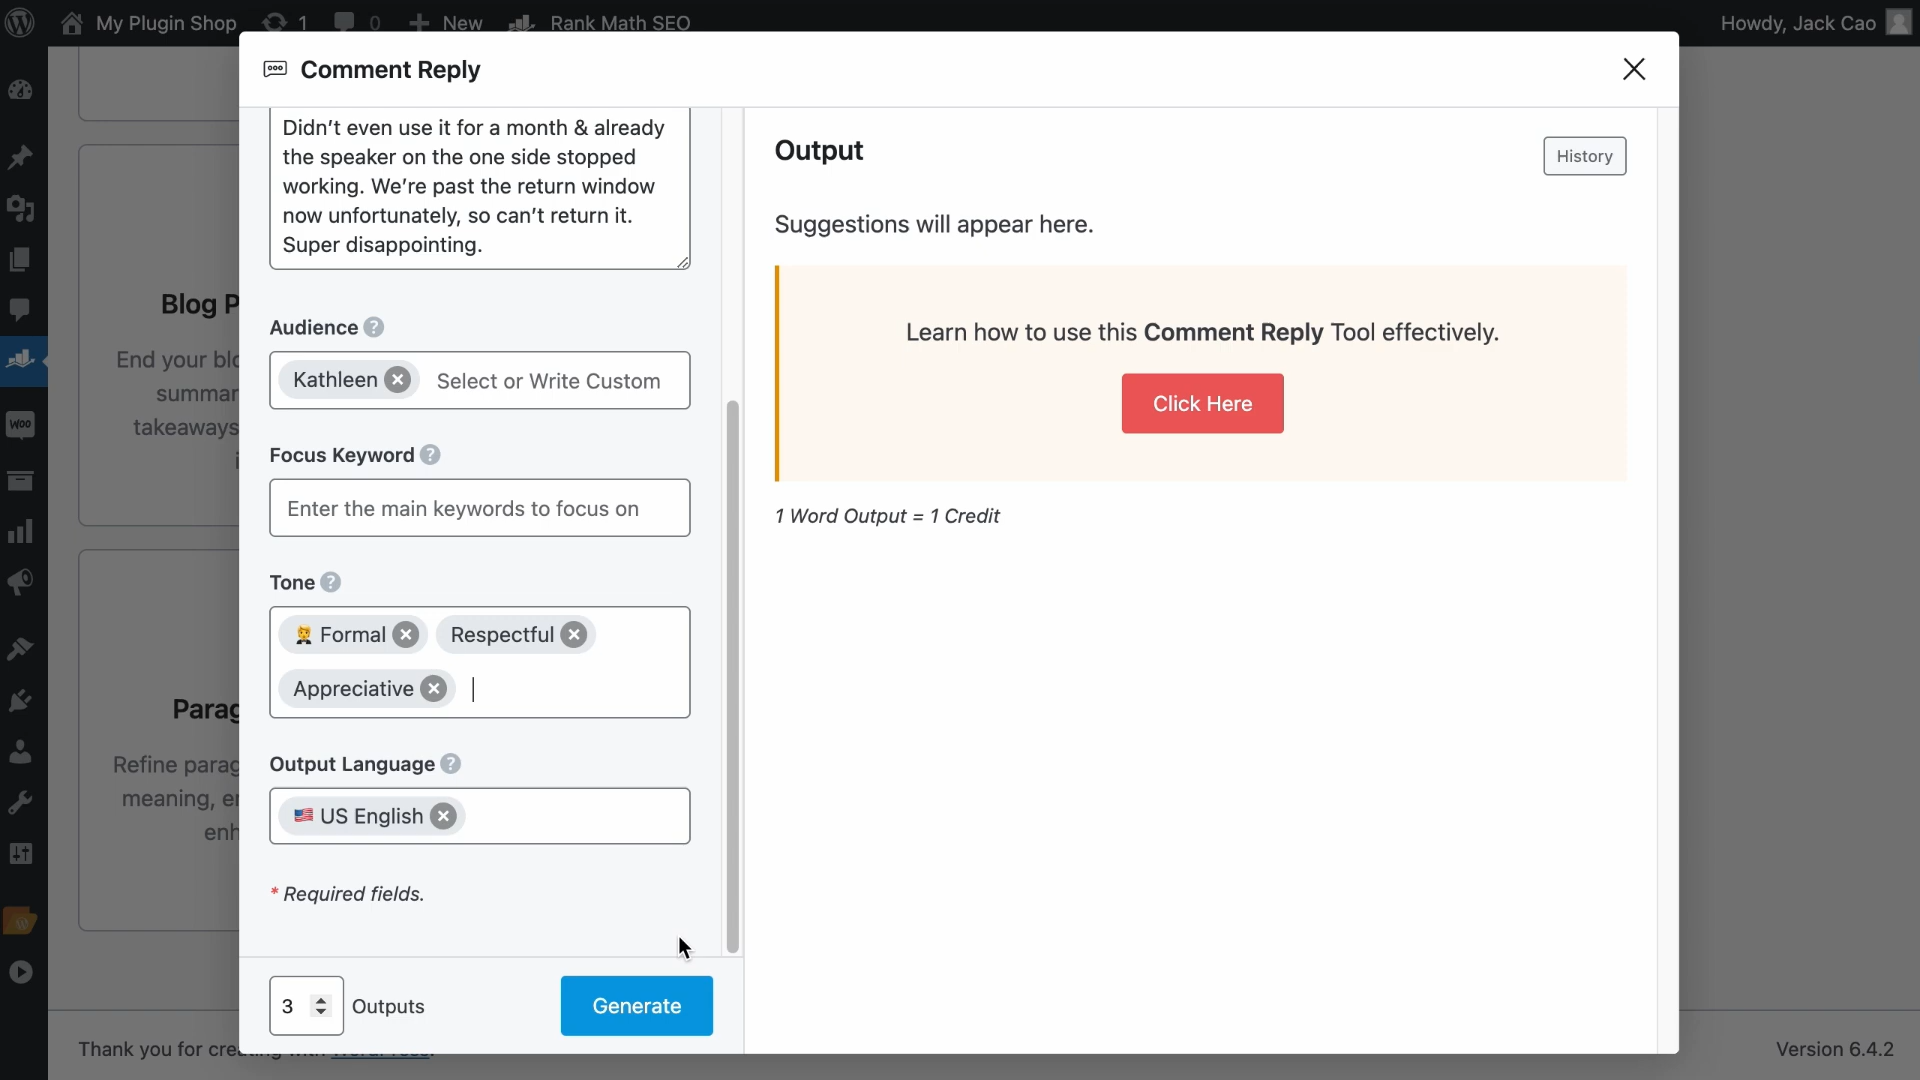 My Plugin Shop 1 0 New Rank Math SEO Howdy, Jack Cao
Comment Reply
Didn't even use it for a month & already
the speaker on the one side stopped
working. We're past the return window
now unfortunately, so can't return it.
Super disappointing.
Audience ?
Kathleen Select or Write Custom
Focus Keyword ?
Enter the main keywords to focus on
Tone ?
Formal Respectful
Appreciative
Output Language ?
US English
* Required fields.
3 Outputs Generate
Output
History
Suggestions will appear here.
Learn how to use this Comment Reply Tool effectively.
Click Here
1 Word Output = 1 Credit
Blog P
End your blo
summar
takeaways
Woo
Parag
Refine parag
meaning, e
enh
Thank you for
Version 6.4.2